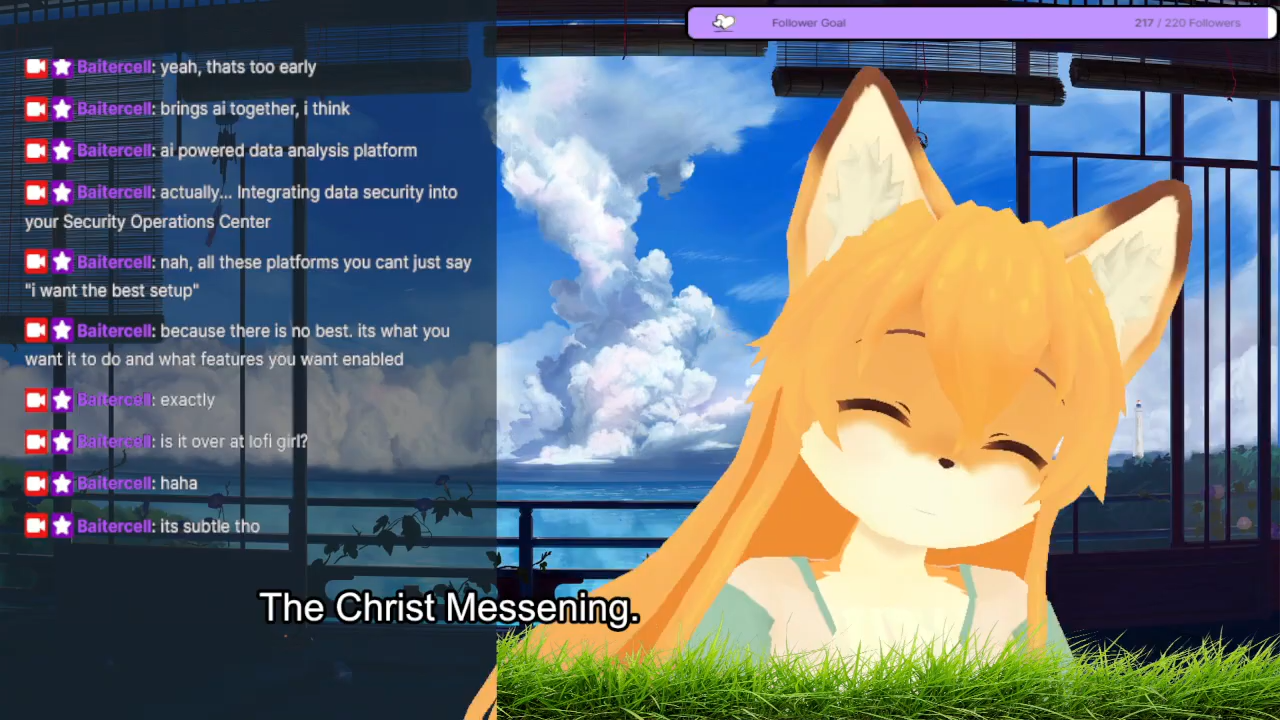 Follower Goal 217 / 220 Followers
Baitercell: yeah, thats too early
Baitercell: brings ai together, i think
Baitercell: ai powered data analysis platform
Baitercell: actually... Integrating data security into
your Security Operations Center
Baitercell: nah, all these platforms you cant just say
"i want the best setup"
Baitercell: because there is no best. its what you
want it to do and what features you want enabled
Baitercell: exactly
Baitercell: is it over at lofi girl?
Baitercell: haha
Baitercell: its subtle tho
The Christ Messening.